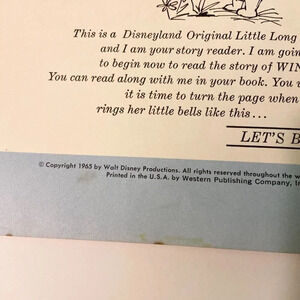 This is a Disneyland Original Little Long
and I am your story reader. I am goin
to begin now to read the story of WIN
You can read along with me in your book. You w
it is time to turn the page when
rings her little bells like this...
LET'S B
© Copyright 1965 by Walt Disney Productions. All rights reserved throughout the w
Printed in the U.S.A. by Western Publishing Company, In